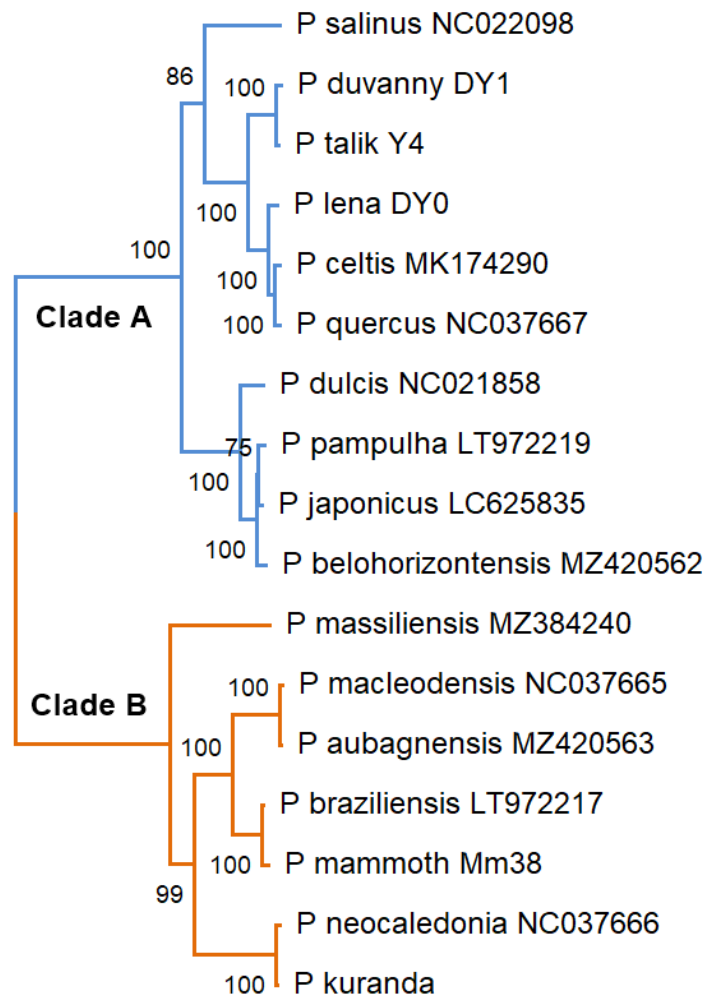 P salinus NC022098
86
100
P duvanny DY1
P talik Y4
P lena DY0
100
100
P celtis MK174290
100
Clade A
100
P quercus NC037667
P dulcis NC021858
75
P pampulha LT972219
100
P japonicus LC625835
100
P belohorizontensis MZ420562
P massiliensis MZ384240
100
P macleodensis NC037665
Clade B
100
P aubagnensis MZ420563
P braziliensis LT972217
100
P mammoth Mm38
99
P neocaledonia NC037666
100
P kuranda